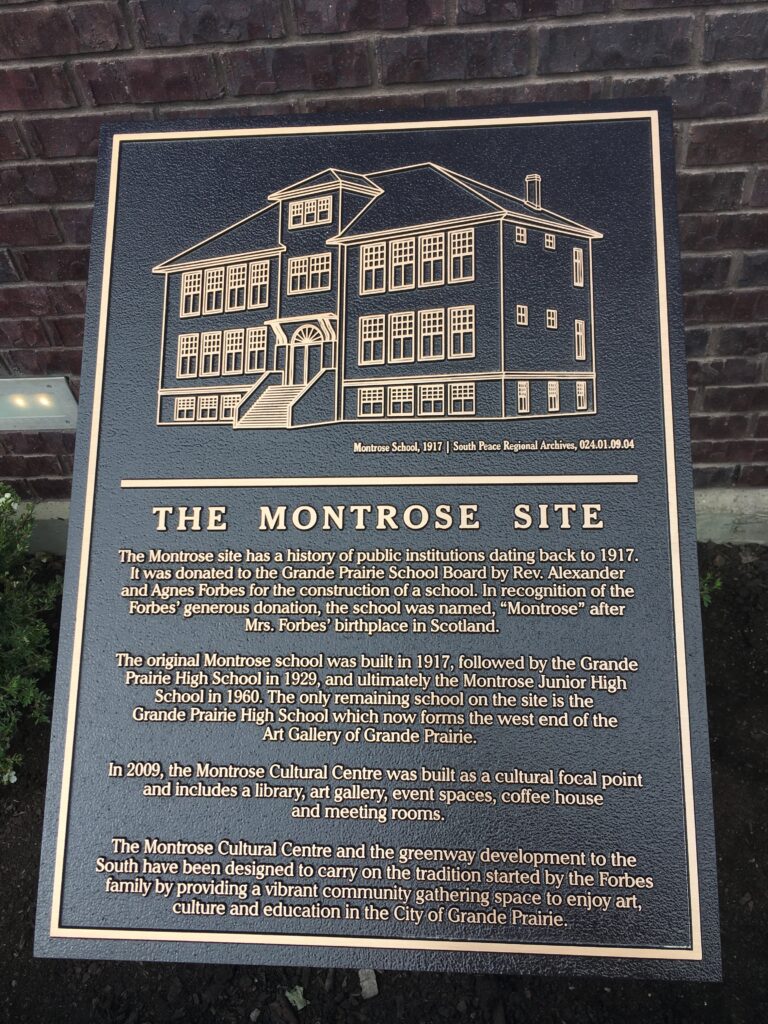 Montrose School, 1917 | South Peace Regional Archives, 024.01.09.04
THE MONTROSE SITE
The Montrose site has a history of public institutions dating back to 1917.
It was donated to the Grande Prairie School Board by Rev. Alexander
and Agnes Forbes for the construction of a school. In recognition of the
Forbes' generous donation, the school was named, "Montrose" after
Mrs. Forbes' birthplace in Scotland.
The original Montrose school was built in 1917, followed by the Grande
Prairie High School in 1929, and ultimately the Montrose Junior High
School in 1960. The only remaining school on the site is the
Grande Prairie High School which now forms the west end of the
Art Gallery of Grande Prairie.
In 2009, the Montrose Cultural Centre was built as a cultural focal point
and includes a library, art gallery, event spaces, coffee house
and meeting rooms.
The Montrose Cultural Centre and the greenway development to the
South have been designed to carry on the tradition started by the Forbes
family by providing a vibrant community gathering space to enjoy art,
culture and education in the City of Grande Prairie.